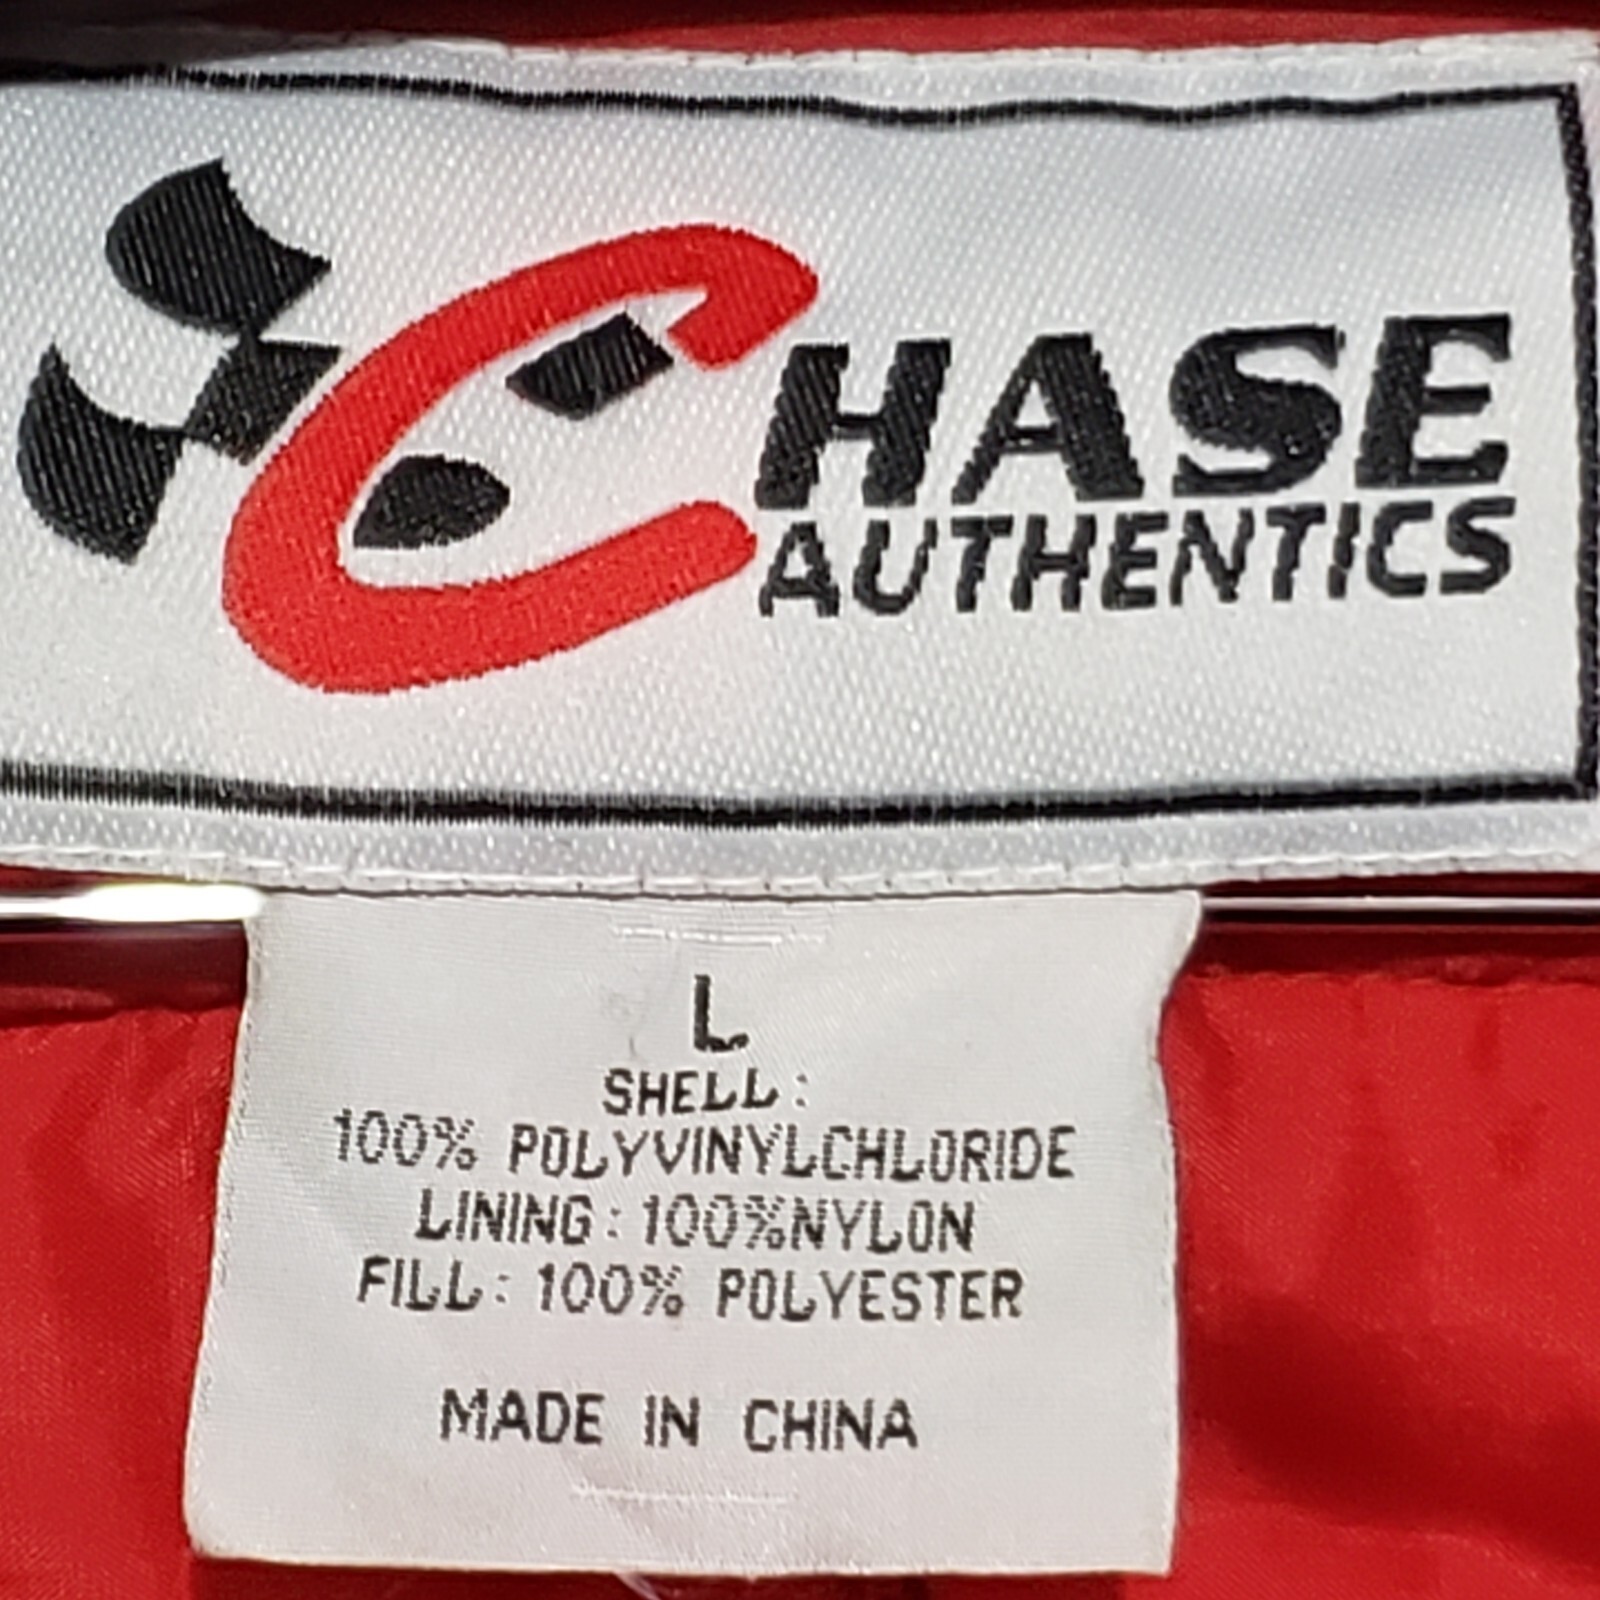 CHASE
AUTHENTICS
L
SHELL:
100% POLYVINYLCHLORIDE
LINING:100%NYLON
FILL: 100% POLYESTER
MADE IN CHINA